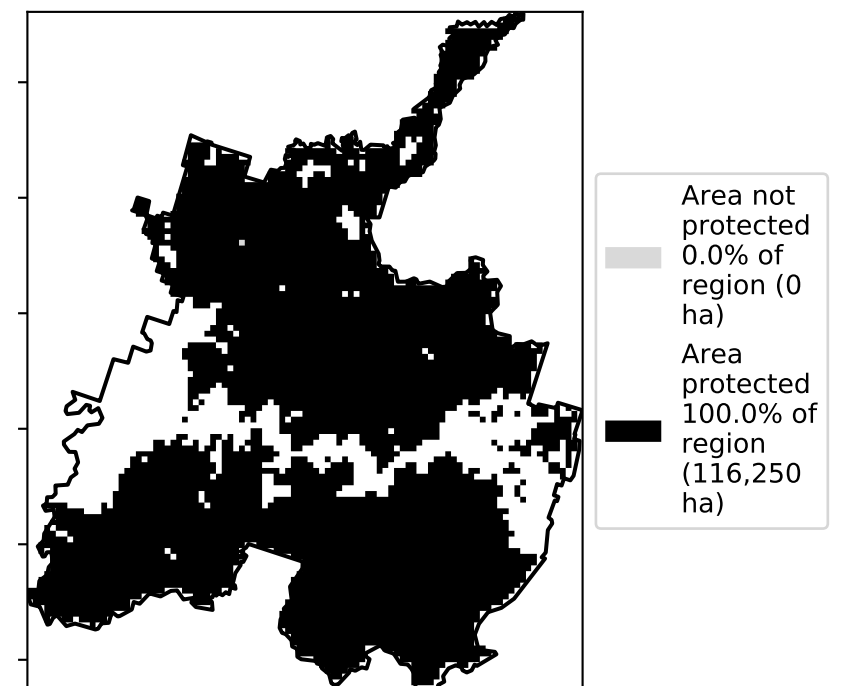 Area not
protected
0.0% of
region (0
ha)
Area
protected
100.0% of
region
(116,250
ha)